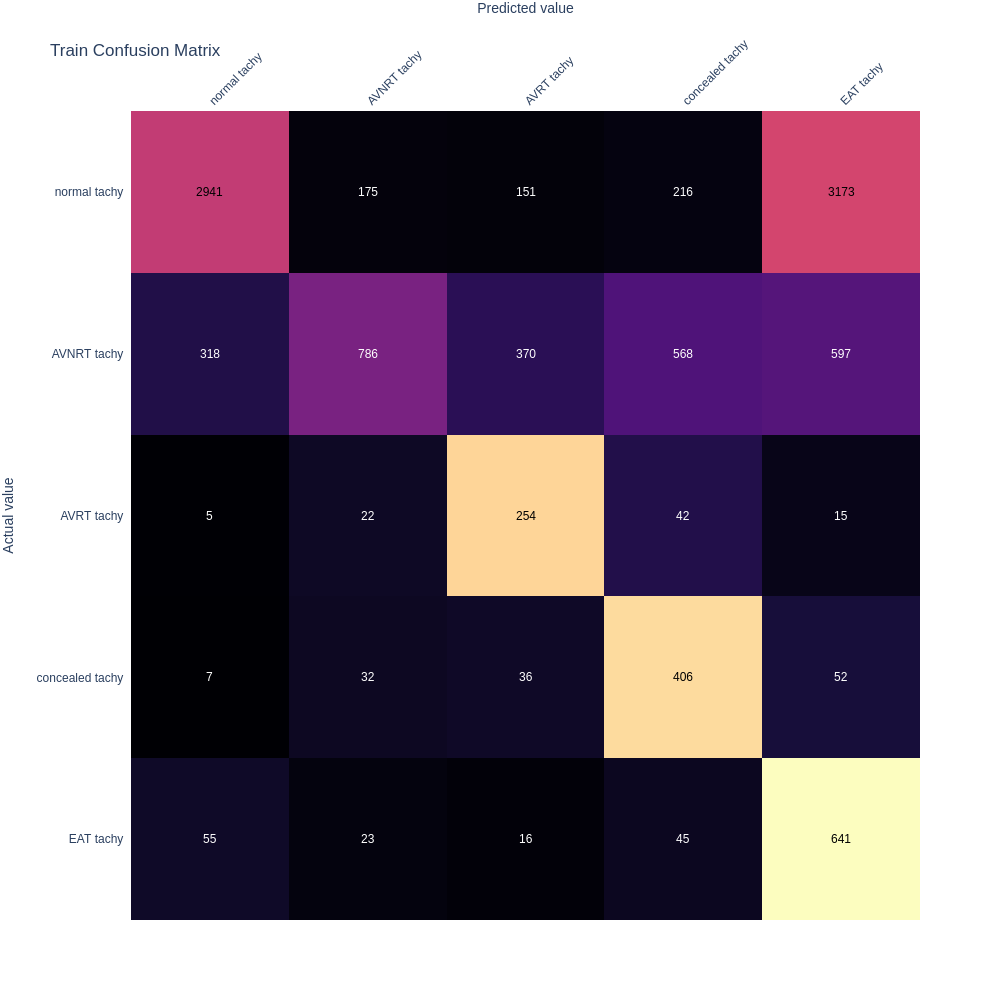 Predicted value
Train Confusion Matrix
normal tachy
AVNRT tachy
AVRT tachy
concealed tachy
EAT tachy
normal tachy 2941 175 151 216 3173
AVNRT tachy 318 786 370 568 597
Actual value
AVRT tachy 5 22 254 42 15
concealed tachy 7 32 36 406 52
EAT tachy 55 23 16 45 641